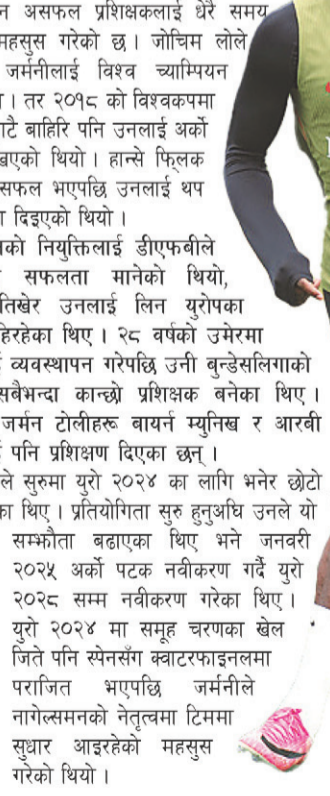 असफल प्रशिक्षकलाई धेरै समय
महसुस गरेको छ । जोचिम लोले
जर्मनीलाई विश्व च्याम्पियन
। तर २०१८ को विश्वकपमा
बाहिरि पनि उनलाई अर्को
थियो । हान्से फ्लिक
सफल भएपछि उनलाई थप
दिइएको थियो ।
नियुक्तिलाई डीएफबीले
सफलता मानेको थियो,
उनलाई लिन युरोपका
थिए । २८ वर्षको उमेरमा
व्यवस्थापन गरेपछि उनी बुन्डेसलिगाको
सबैभन्दा कान्छो प्रशिक्षक बनेका थिए ।
जर्मन टोलीहरू बायर्न म्युनिख र आरबी
पनि प्रशिक्षण दिएका छन् ।
सुरुमा युरो २०२४ का लागि भनेर छोटो
थिए । प्रतियोगिता सुरु हुनुअघि उनले यो
सम्झौता बढाएका थिए भने जनवरी
२०२५ अर्को पटक नवीकरण गर्दै युरो
२०२८ सम्म नवीकरण गरेका थिए ।
युरो २०२४ मा समूह चरणका खेल
जिते पनि स्पेनसँग क्वाटरफाइनलमा
पराजित भएपछि जर्मनीले
नागेल्समनको नेतृत्वमा टिममा
सुधार आइरहेको महसुस
गरेको थियो ।